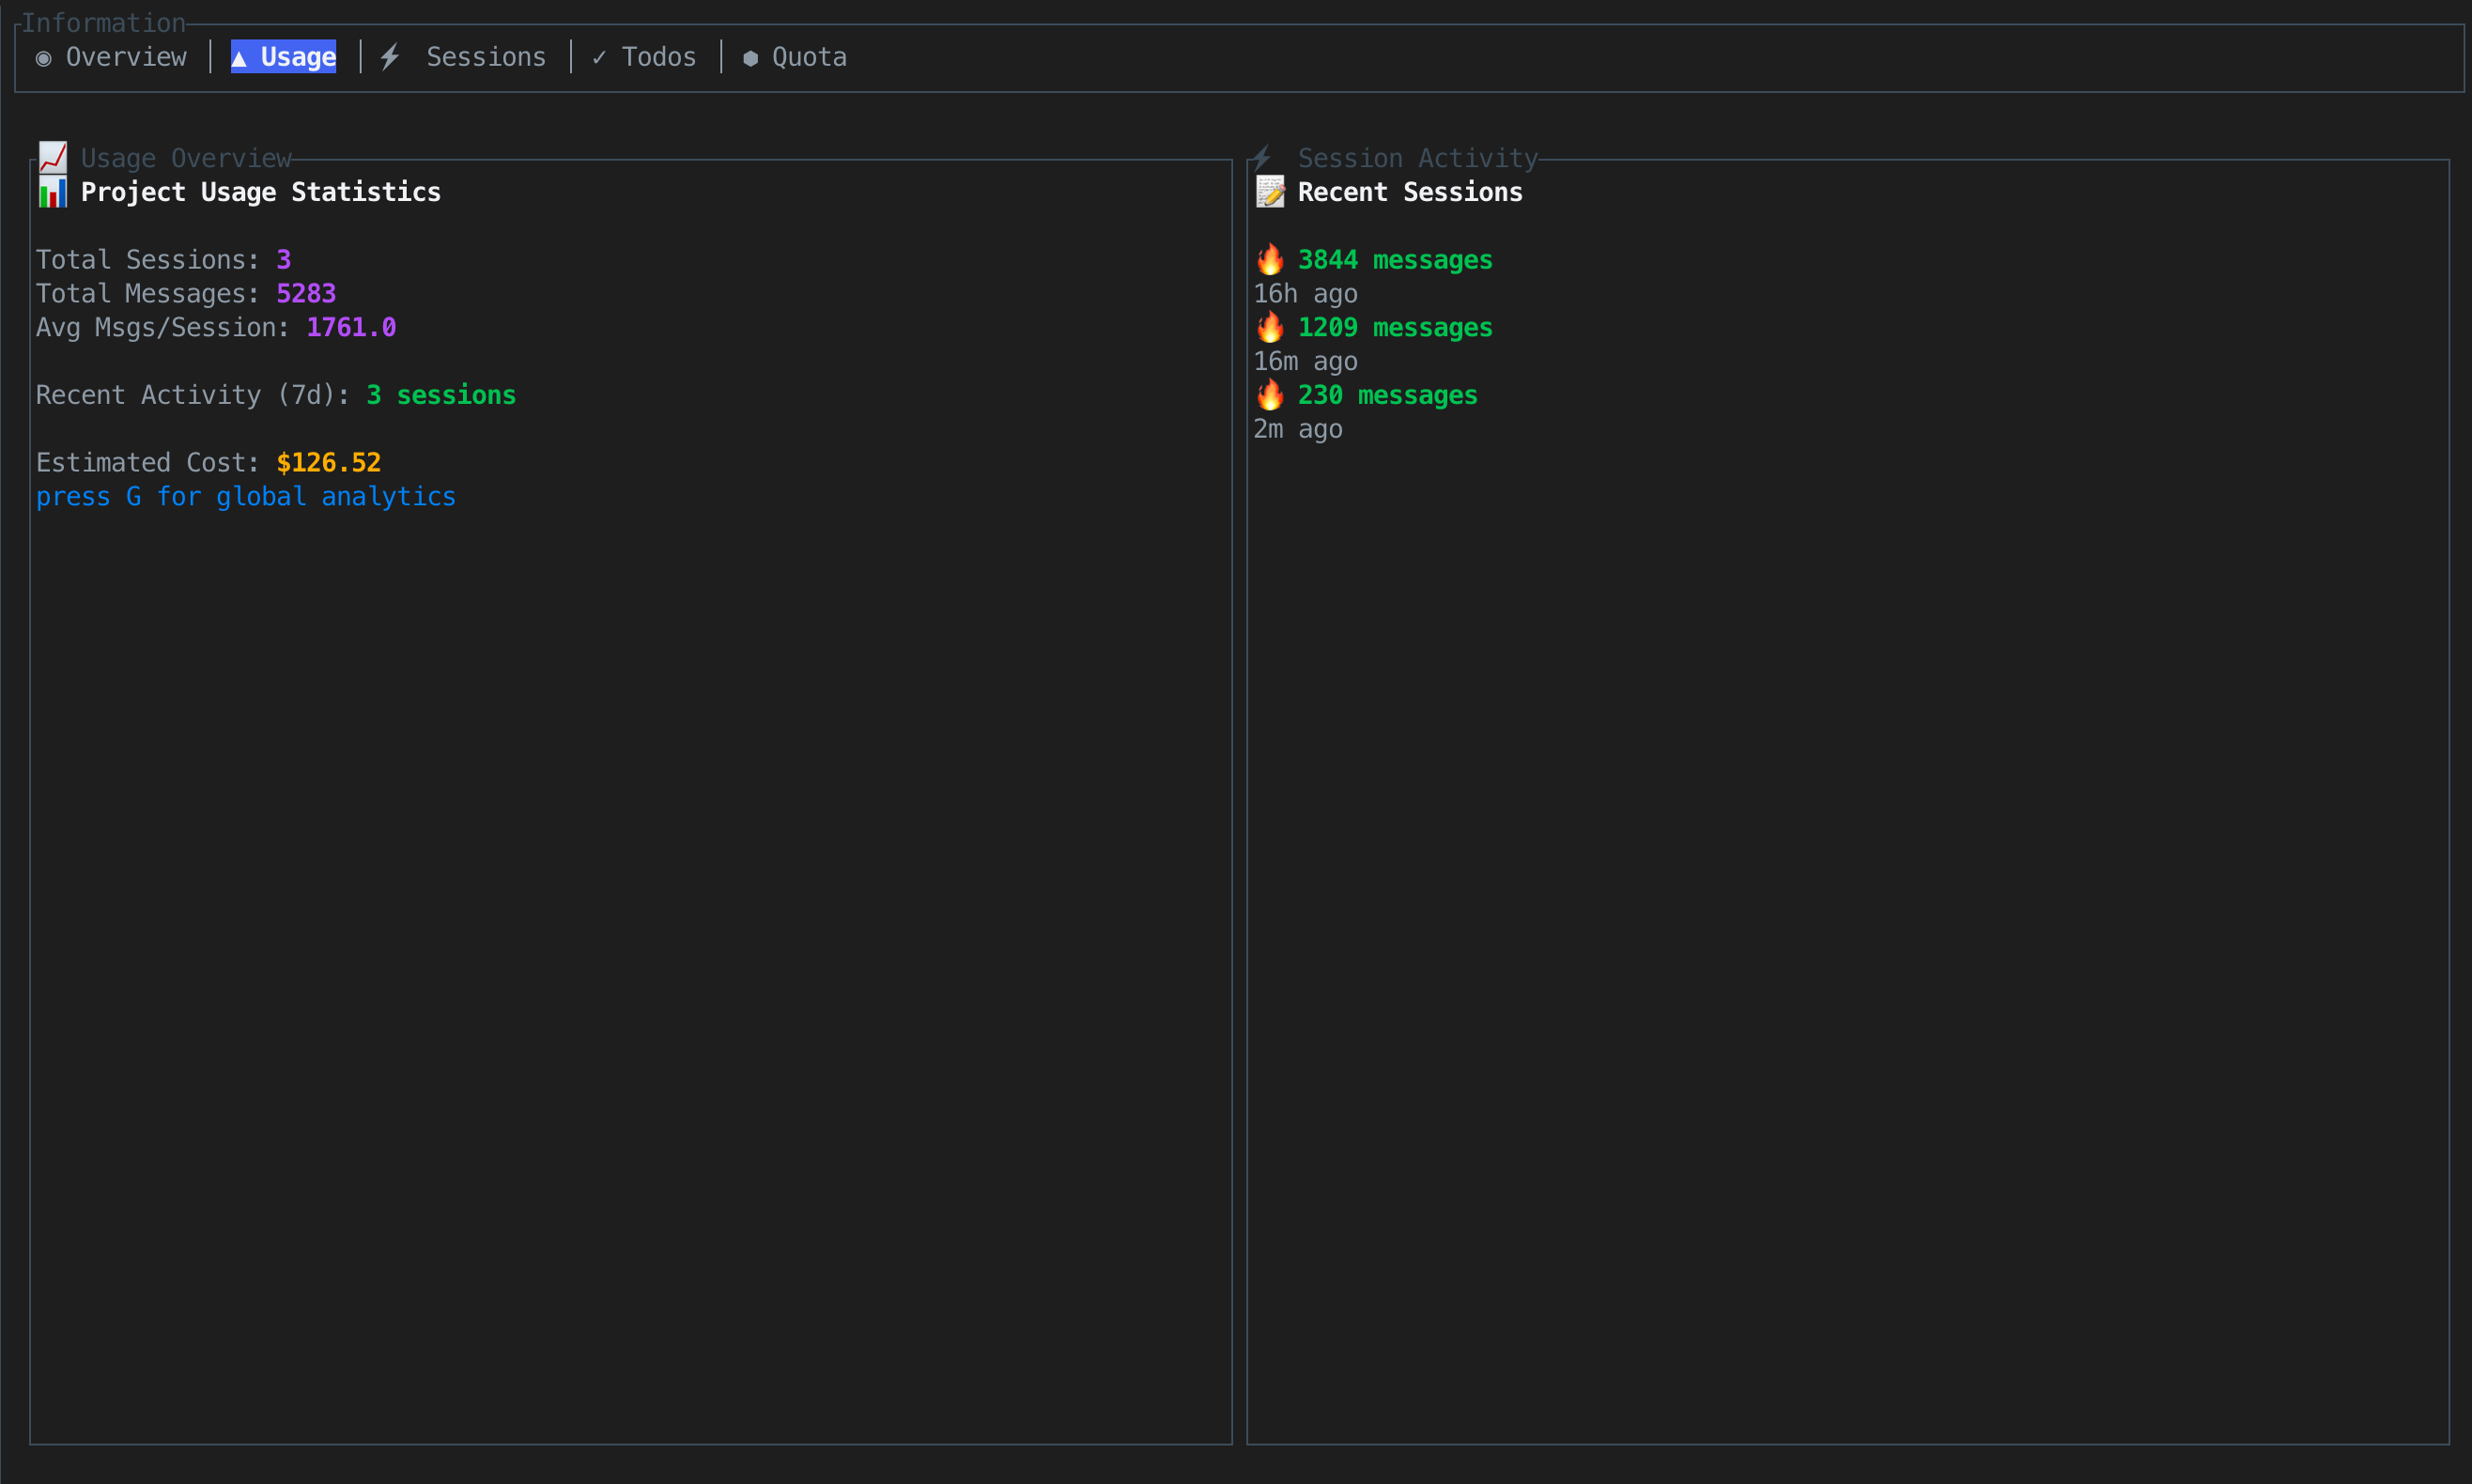 Information
◉ Overview │ ▲ Usage │ ⚡ Sessions │ ✓ Todos │ ⬢ Quota
📈 Usage Overview
📊 Project Usage Statistics
Total Sessions: 3
Total Messages: 5283
Avg Msgs/Session: 1761.0
Recent Activity (7d): 3 sessions
Estimated Cost: $126.52
press G for global analytics
⚡ Session Activity
📝 Recent Sessions
🔥 3844 messages
16h ago
🔥 1209 messages
16m ago
🔥 230 messages
2m ago